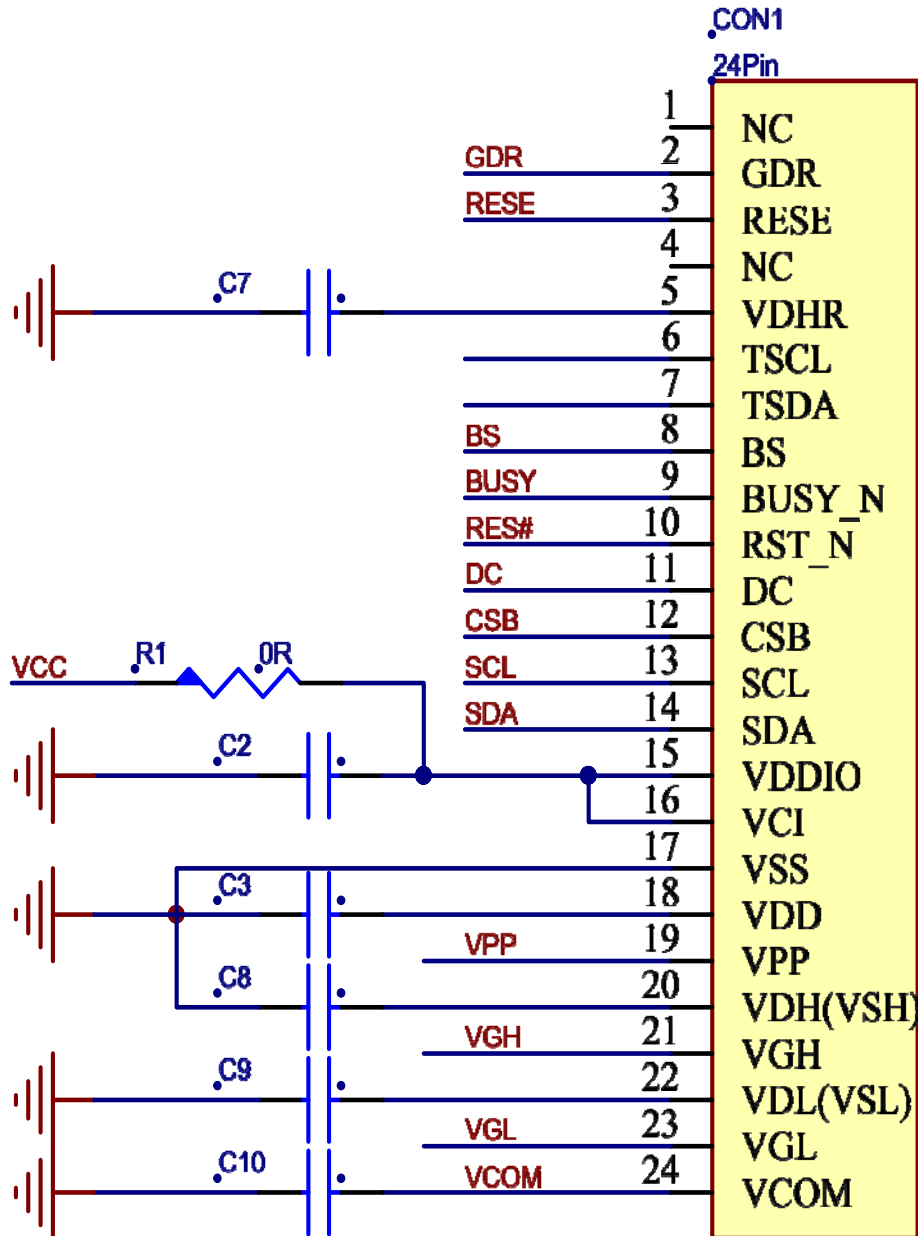 CON1
24Pin
1 NC
GDR 2 GDR
RESE 3 RESE
4 NC
C7 5 VDHR
6 TSCL
7 TSDA
BS 8 BS
BUSY 9 BUSY_N
RES# 10 RST_N
DC 11 DC
CSB 12 CSB
VCC R1 0R SCL 13 SCL
SDA 14 SDA
C2 15 VDDIO
16 VCI
17 VSS
C3 18 VDD
VPP 19 VPP
C8 20 VDH(VSH)
VGH 21 VGH
C9 22 VDL(VSL)
VGL 23 VGL
C10 VCOM 24 VCOM